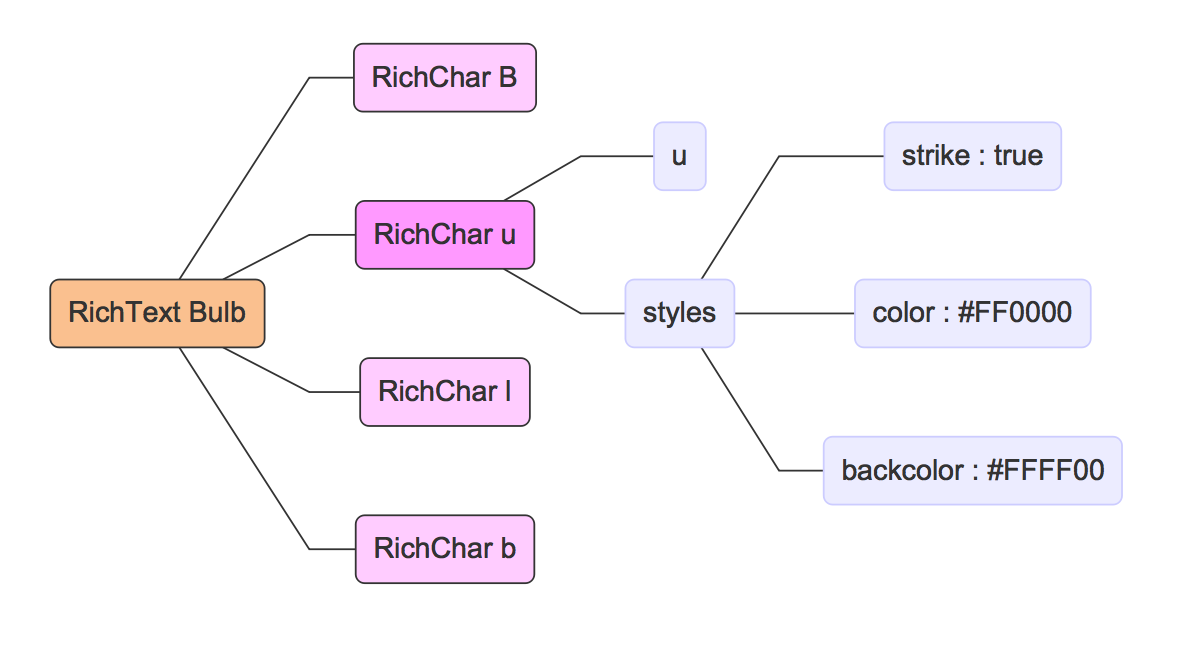 RichChar B
u
strike : true
RichChar u
RichText Bulb
styles
color : #FF0000
RichChar l
backcolor : #FFFF00
RichChar b